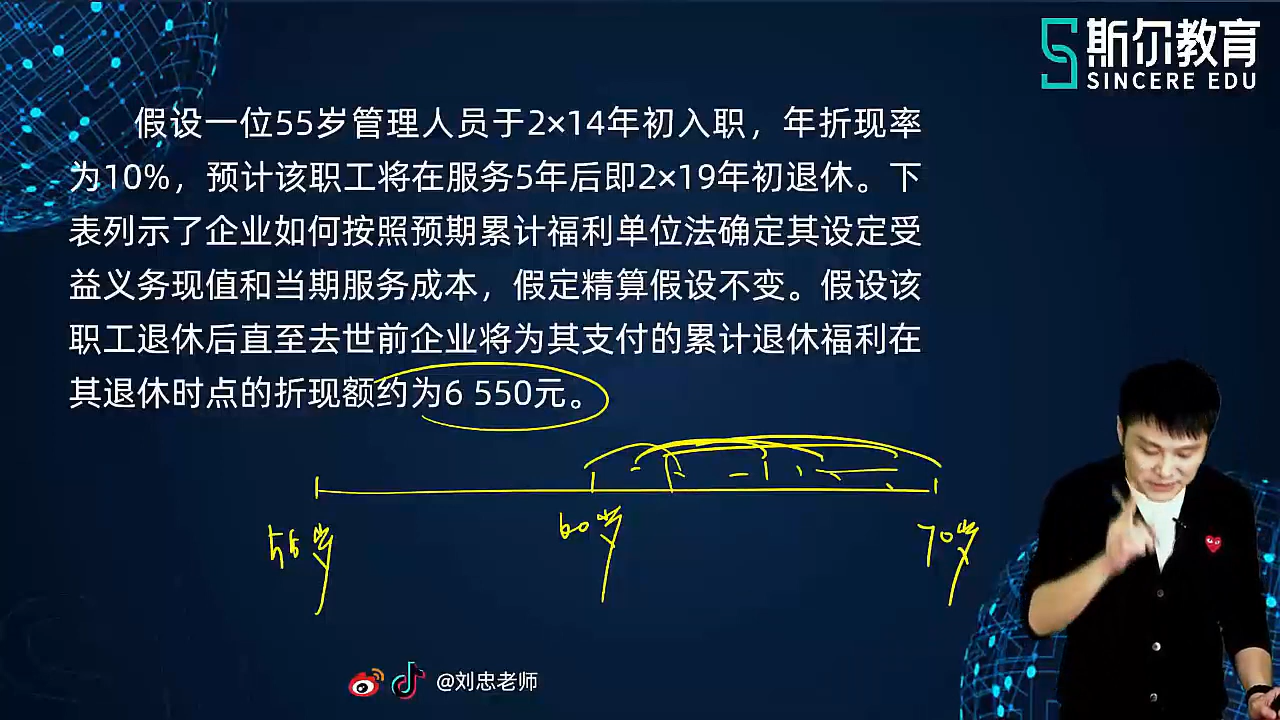 斯尔教育
SINCERE EDU
假设一位55岁管理人员于2×14年初入职，年折现率
为10%，预计该职工将在服务5年后即2×19年初退休。下
表列示了企业如何按照预期累计福利单位法确定其设定受
益义务现值和当期服务成本，假定精算假设不变。假设该
职工退休后直至去世前企业将为其支付的累计退休福利在
其退休时点的折现额约为6 550元。
55岁 60岁 70岁
@刘忠老师